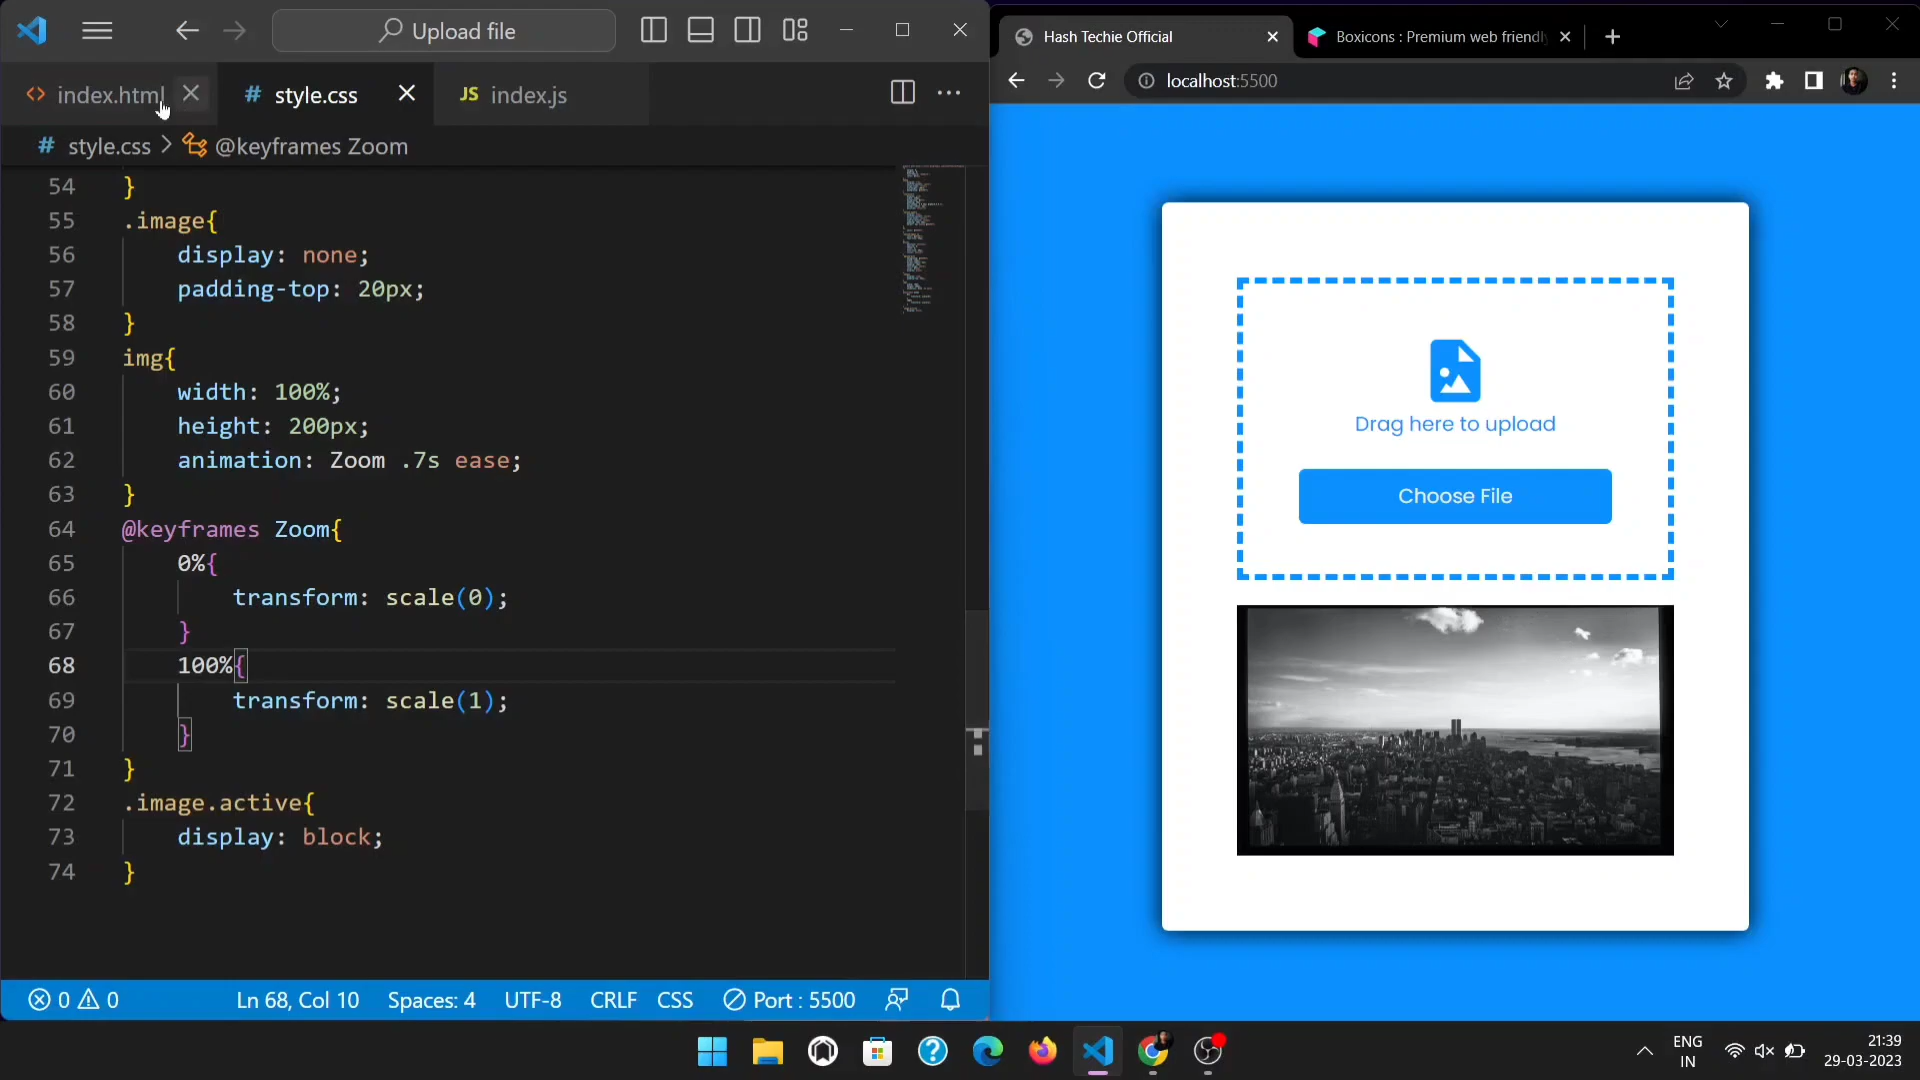 Upload file
index.html
# style.css
JS index.js
# style.css > @keyframes Zoom
54 }
55 .image{
56 display: none;
57 padding-top: 20px;
58 }
59 img{
60 width: 100%;
61 height: 200px;
62 animation: Zoom .7s ease;
63 }
64 @keyframes Zoom{
65 0%{
66 transform: scale(0);
67 }
68 100%{
69 transform: scale(1);
70 }
71 }
72 .image.active{
73 display: block;
74 }
0 0
Ln 68, Col 10
Spaces: 4
UTF-8
CRLF
CSS
Port : 5500
Hash Techie Official
Boxicons : Premium web friendly
localhost:5500
Drag here to upload
Choose File
ENG
IN
21:39
29-03-2023